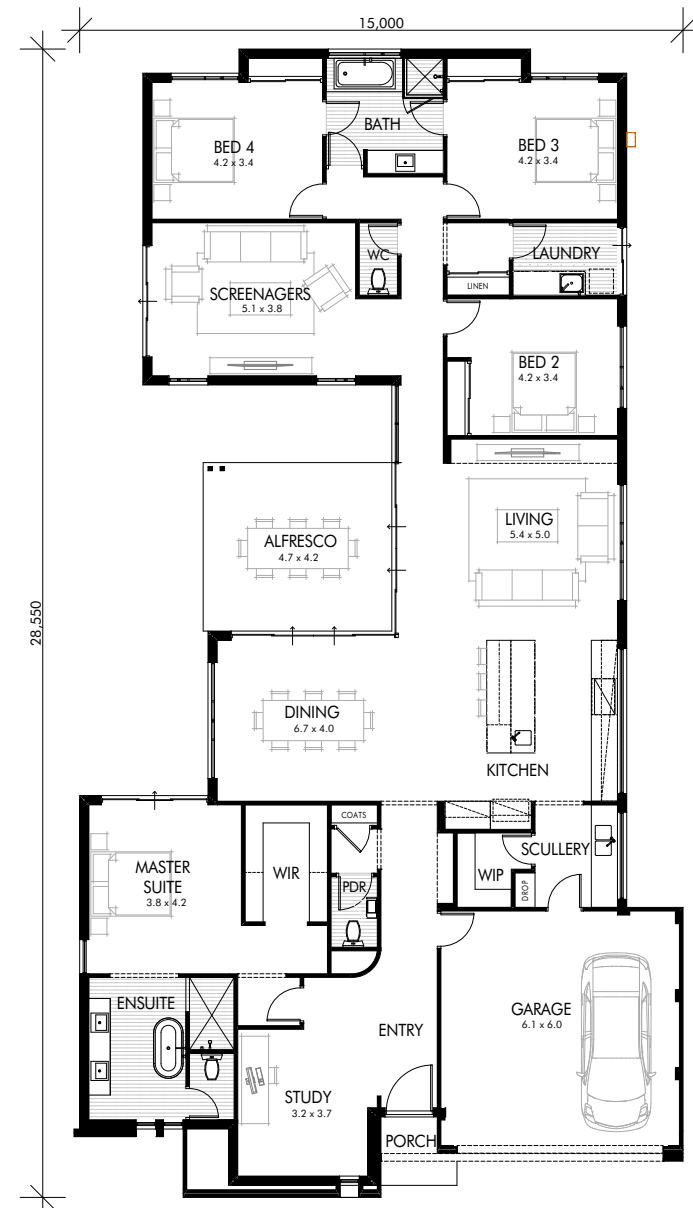 15,000
BATH
BED 4
4.2 x 3.4
BED 3
4.2 x 3.4
WC
LAUNDRY
LINEN
SCREENAGERS
5.1 x 3.8
BED 2
4.2 x 3.4
LIVING
5.4 x 5.0
ALFRESCO
4.7 x 4.2
28,550
DINING
6.7 x 4.0
KITCHEN
COATS
SCULLERY
MASTER
SUITE
3.8 x 4.2
WIR
PDR
WIP
DROP
ENSUITE
ENTRY
GARAGE
6.1 x 6.0
STUDY
3.2 x 3.7
PORCH